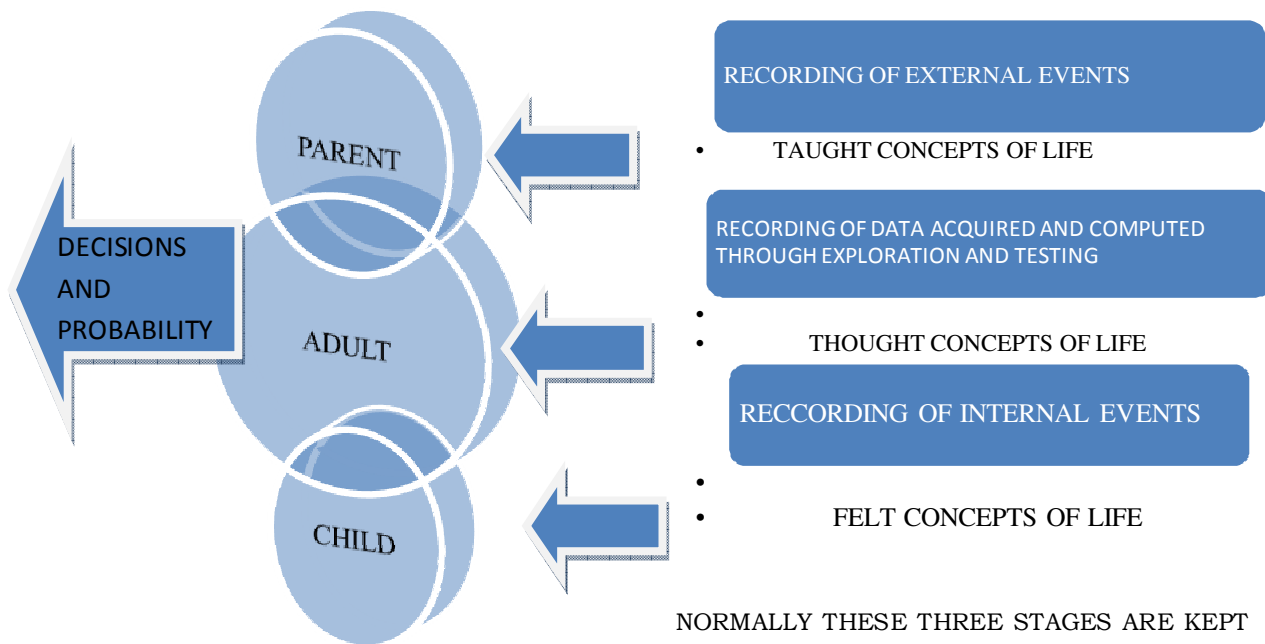 RECORDING OF EXTERNAL EVENTS
PARENT
• TAUGHT CONCEPTS OF LIFE
RECORDING OF DATA ACQUIRED AND COMPUTED
THROUGH EXPLORATION AND TESTING
DECISIONS
AND
PROBABILITY
ADULT
•
• THOUGHT CONCEPTS OF LIFE
RECCORDING OF INTERNAL EVENTS
•
• FELT CONCEPTS OF LIFE
CHILD
NORMALLY THESE THREE STAGES ARE KEPT